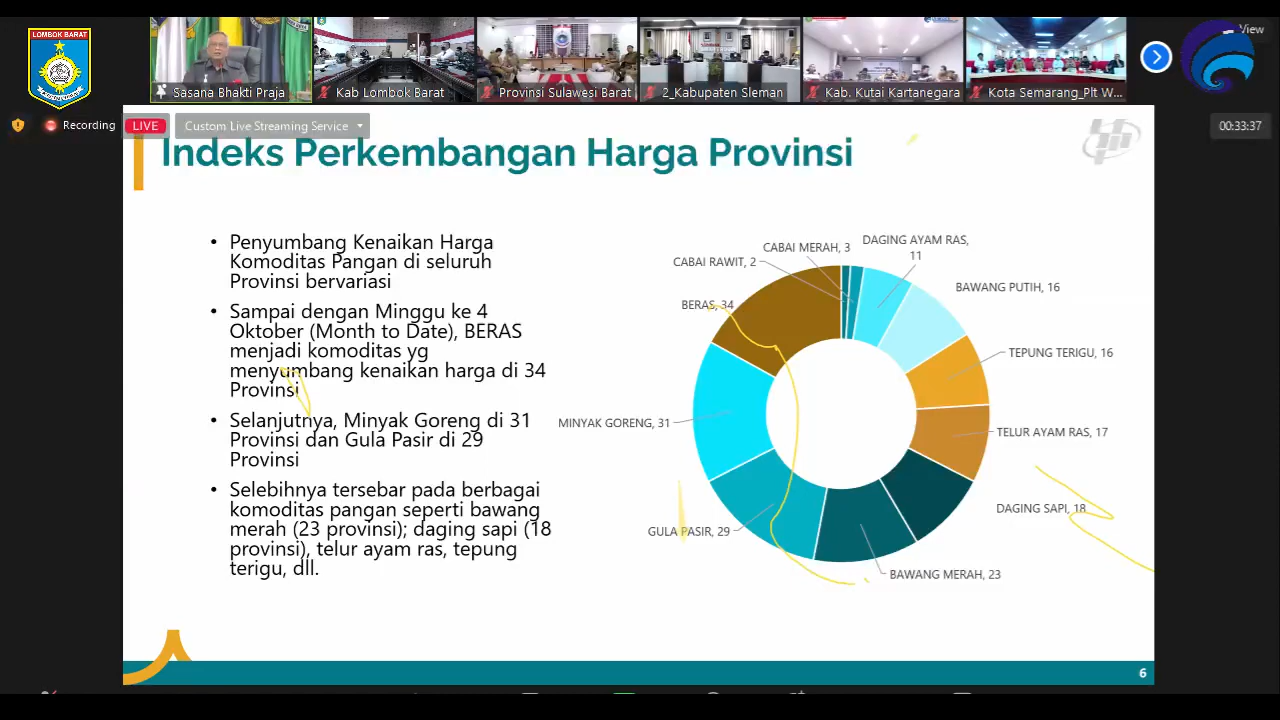 LOMBOK BARAT
Sasana Bhakti Praja
Kab Lombok Barat
Provinsi Sulawesi Barat
2_Kabupaten Sleman
Kab. Kutai Kartanegara
Kota Semarang_Plt W...
View
Recording
LIVE
Custom Live Streaming Service
00:33:37
Indeks Perkembangan Harga Provinsi
• Penyumbang Kenaikan Harga
Komoditas Pangan di seluruh
Provinsi bervariasi
• Sampai dengan Minggu ke 4
Oktober (Month to Date), BERAS
menjadi komoditas yg
menyumbang kenaikan harga di 34
Provinsi
• Selanjutnya, Minyak Goreng di 31
Provinsi dan Gula Pasir di 29
Provinsi
• Selebihnya tersebar pada berbagai
komoditas pangan seperti bawang
merah (23 provinsi); daging sapi (18
provinsi), telur ayam ras, tepung
terigu, dll.
CABAI MERAH, 3
DAGING AYAM RAS,
11
CABAI RAWIT, 2
BAWANG PUTIH, 16
BERAS, 34
TEPUNG TERIGU, 16
MINYAK GORENG, 31
TELUR AYAM RAS, 17
DAGING SAPI, 18
GULA PASIR, 29
BAWANG MERAH, 23
6